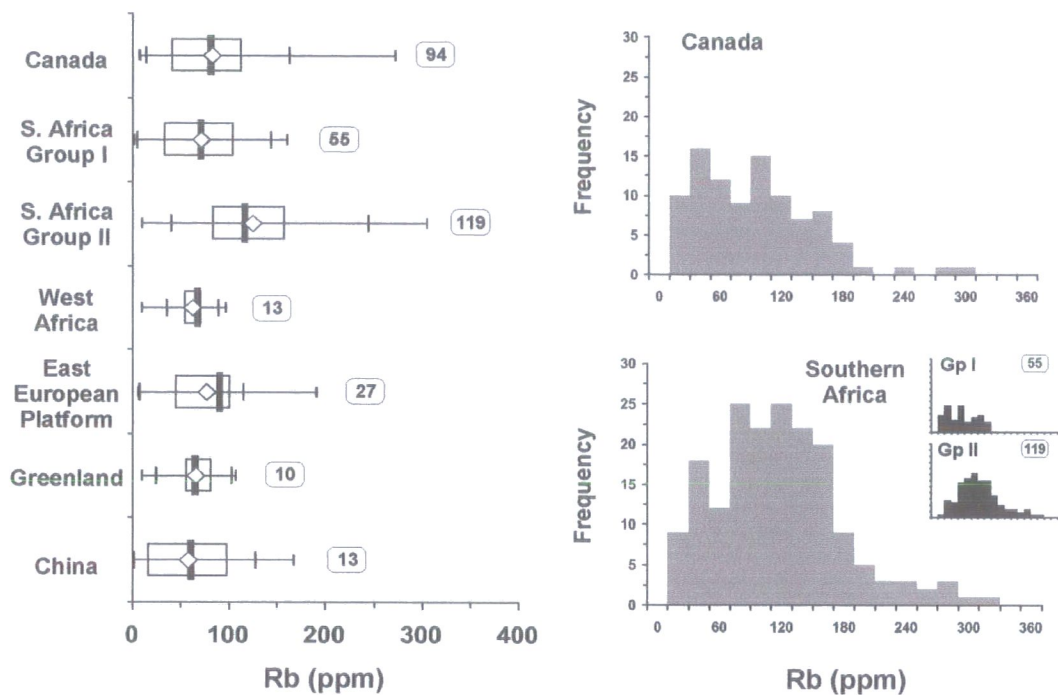 Canada
94
S. Africa
Group I
55
S. Africa
Group II
119
West
Africa
13
East
European
Platform
27
Greenland
10
China
13
0 100 200 300 400
Rb (ppm)
Canada
Frequency
30
25
20
15
10
5
0
0 60 120 180 240 300 360
Southern
Africa
Frequency
30
25
20
15
10
5
0
0 60 120 180 240 300 360
Rb (ppm)
Gp I
55
Gp II
119